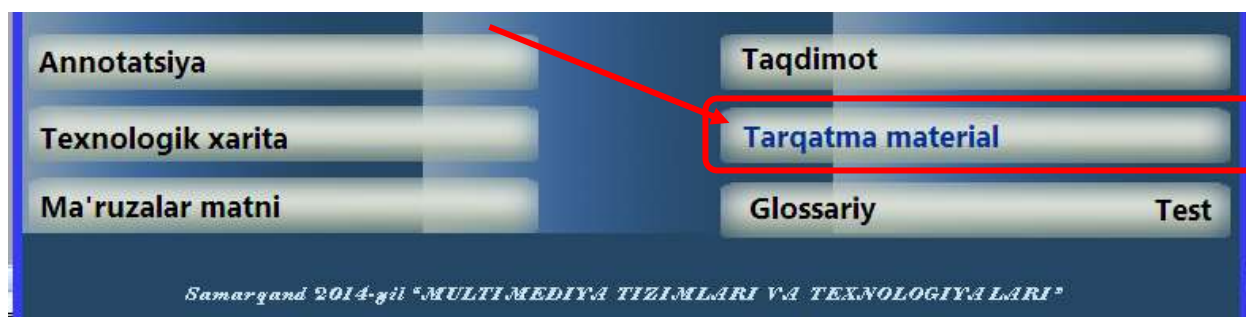 Annotatsiya
Taqdimot
Texnologik xarita
Tarqatma material
Ma'ruzalar matni
Glossariy
Test
Samarqand 2014-yil "MULTIMEDIYA TIZIMLARI VA TEXNOLOGIYALARI"